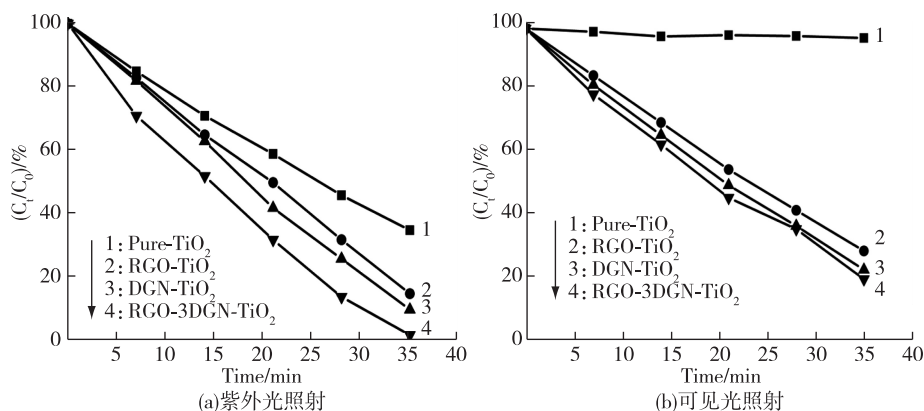 100
80
60
40
20
0
(Ct/C0)/%
1
2
3
4
1: Pure-TiO2
2: RGO-TiO2
3: DGN-TiO2
4: RGO-3DGN-TiO2
5 10 15 20 25 30 35 40
Time/min
(a)紫外光照射
100
80
60
40
20
0
(Ct/C0)/%
1
2
3
4
1: Pure-TiO2
2: RGO-TiO2
3: DGN-TiO2
4: RGO-3DGN-TiO2
5 10 15 20 25 30 35 40
Time/min
(b)可见光照射